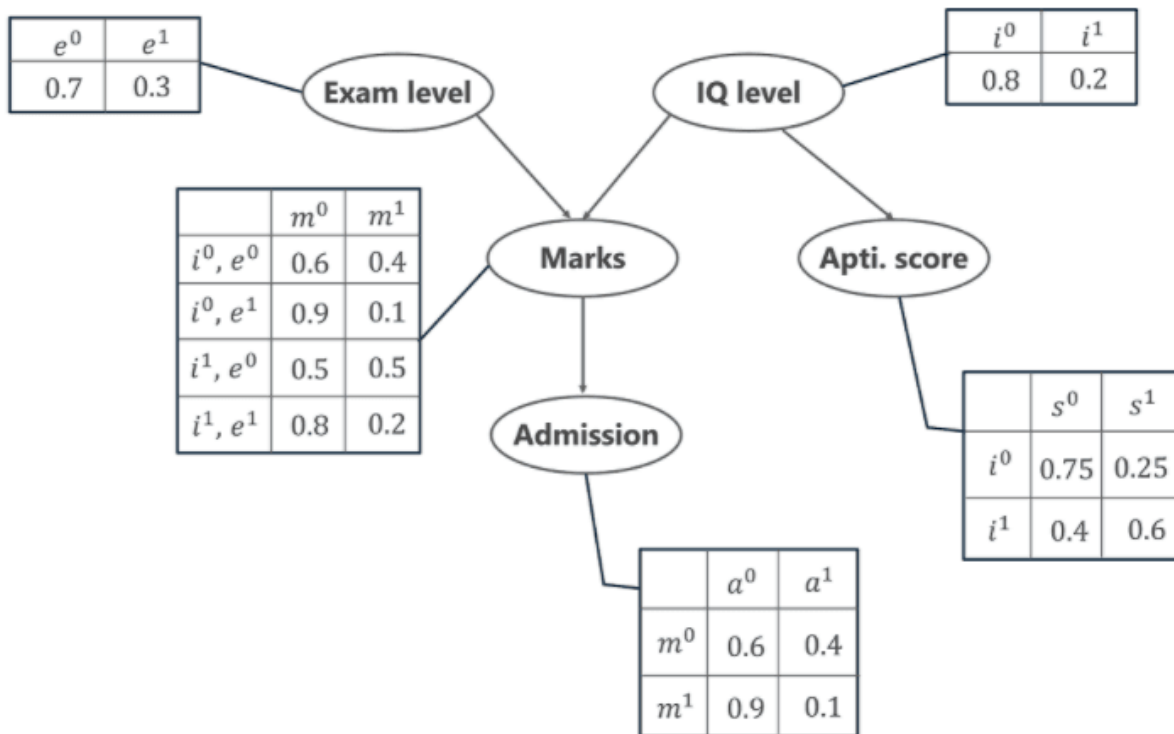 e⁰ e¹
0.7 0.3
Exam level
IQ level
i⁰ i¹
0.8 0.2
m⁰ m¹
i⁰, e⁰ 0.6 0.4
i⁰, e¹ 0.9 0.1
i¹, e⁰ 0.5 0.5
i¹, e¹ 0.8 0.2
Marks
Apti. score
Admission
s⁰ s¹
i⁰ 0.75 0.25
i¹ 0.4 0.6
a⁰ a¹
m⁰ 0.6 0.4
m¹ 0.9 0.1